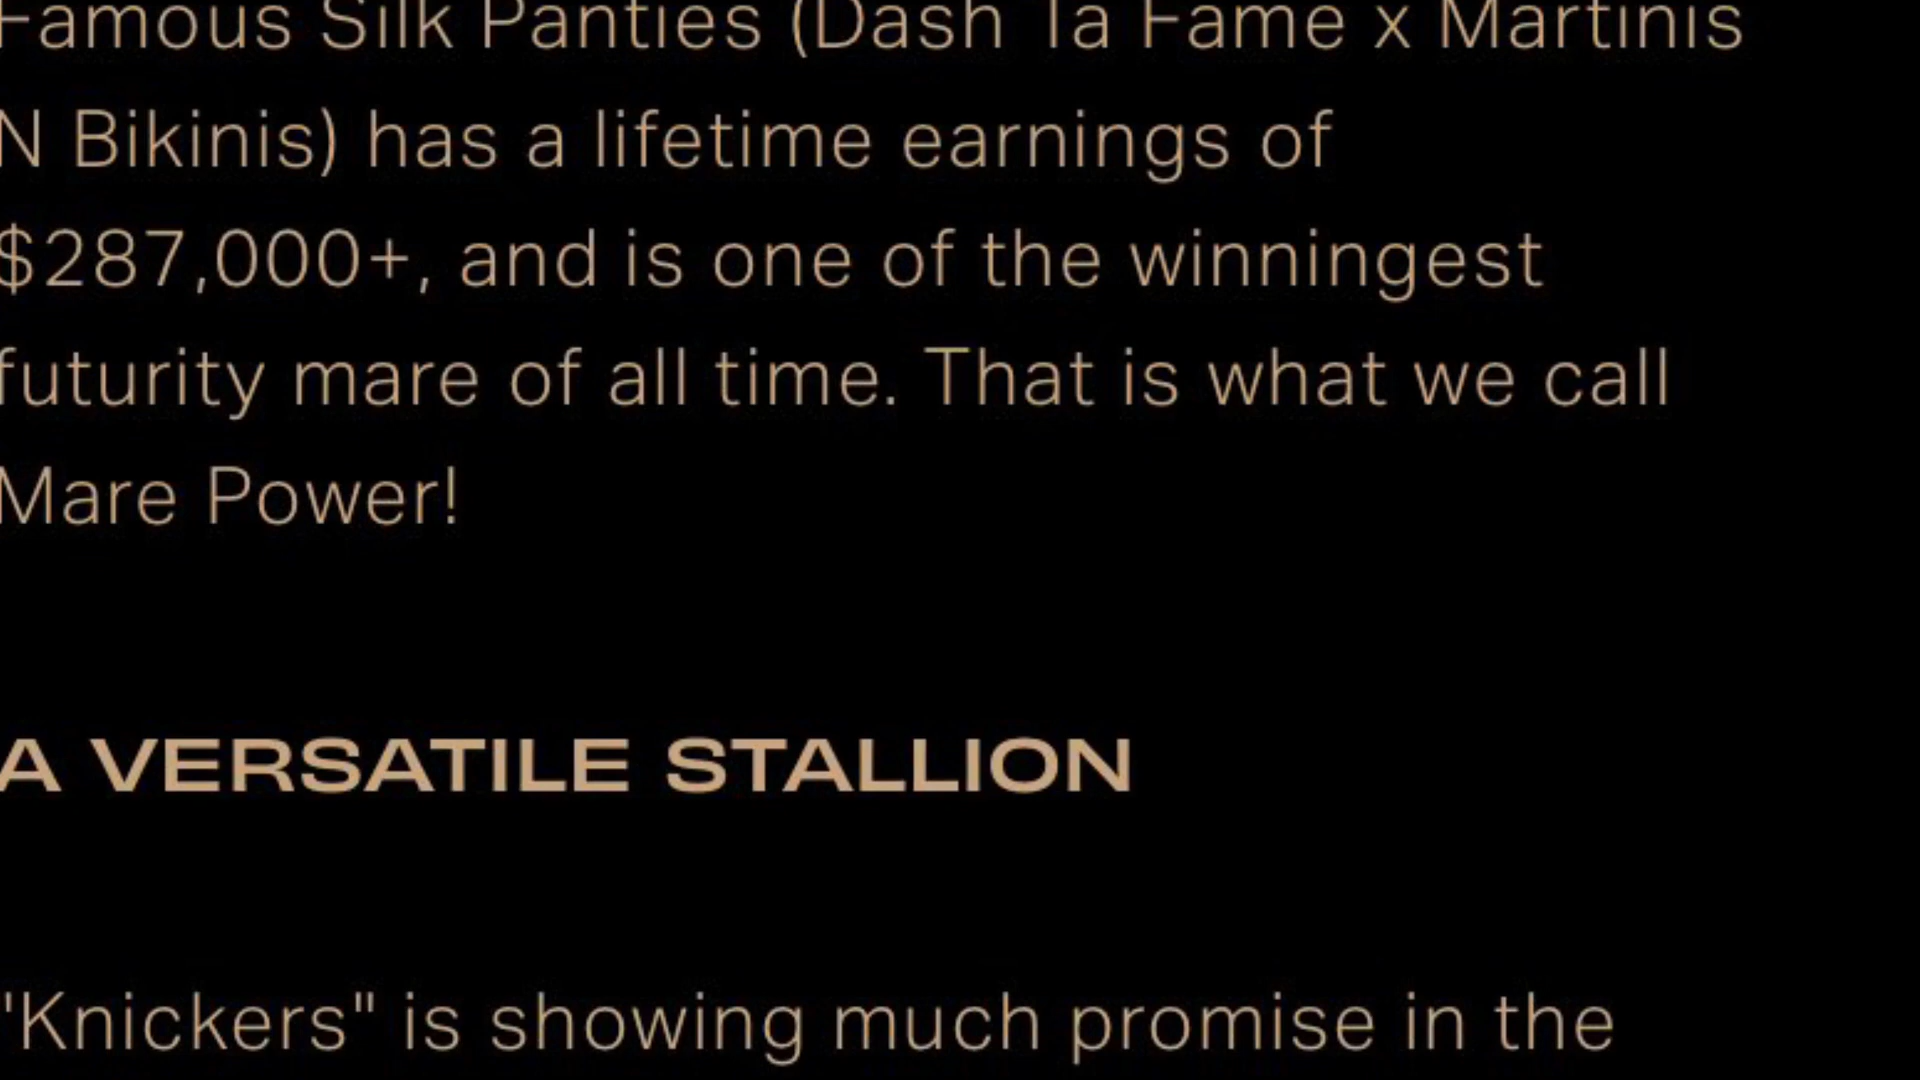 Famous Silk Panties (Dash Ta Fame x Martinis
N Bikinis) has a lifetime earnings of
$287,000+, and is one of the winningest
futurity mare of all time. That is what we call
Mare Power!
A VERSATILE STALLION
"Knickers" is showing much promise in the